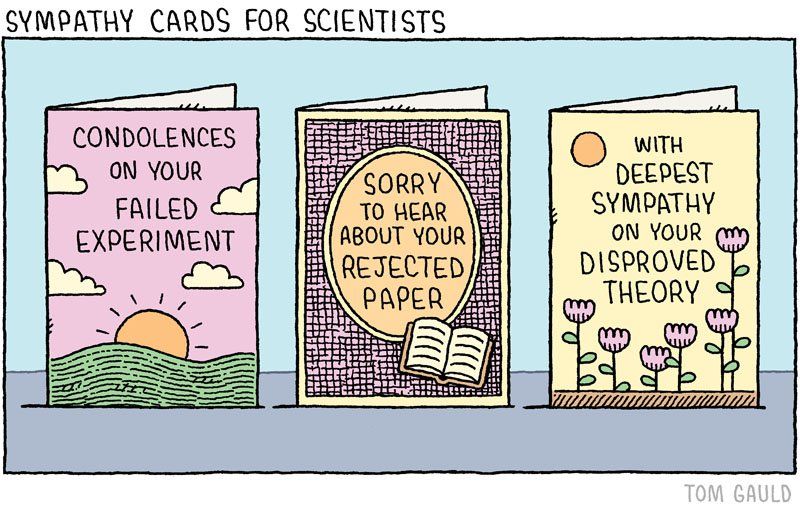 SYMPATHY CARDS FOR SCIENTISTS
CONDOLENCES
ON YOUR
FAILED
EXPERIMENT
SORRY
TO HEAR
ABOUT YOUR
REJECTED
PAPER
WITH
DEEPEST
SYMPATHY
ON YOUR
DISPROVED
THEORY
TOM GAULD